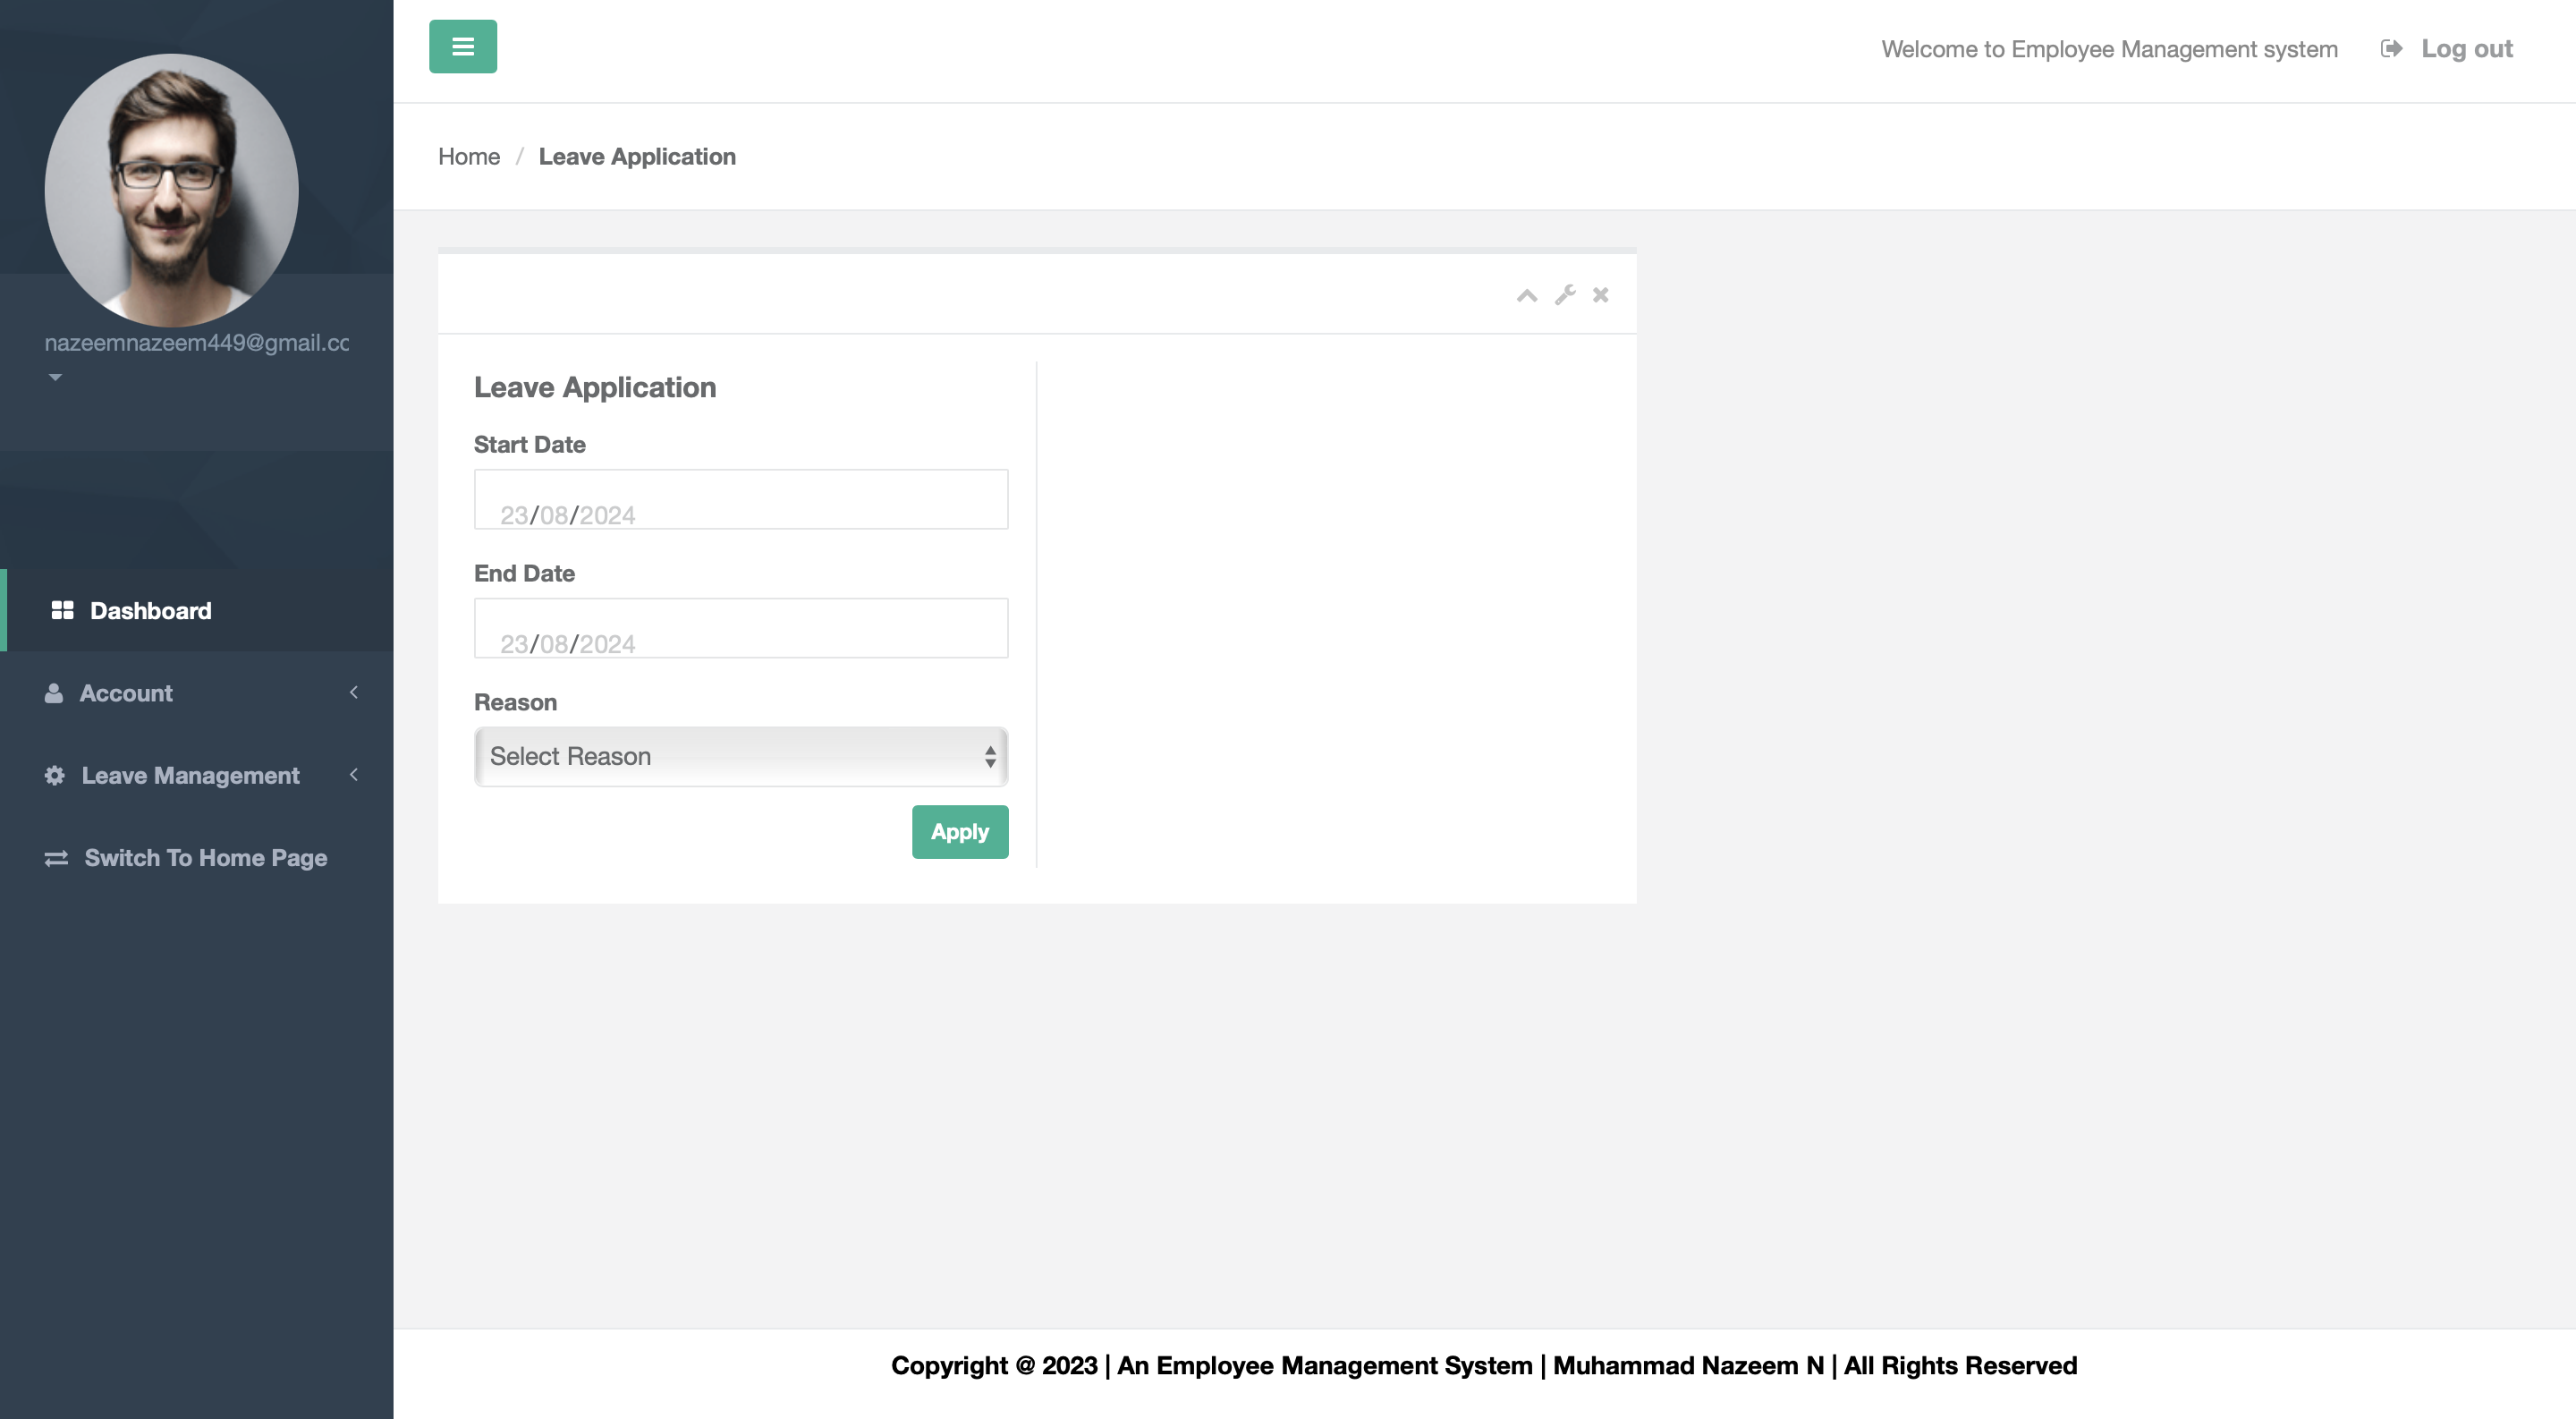 nazeemnazeem449@gmail.cc
Dashboard
Account
Leave Management
Switch To Home Page
Welcome to Employee Management system
Log out
Home / Leave Application
Leave Application
Start Date
23/08/2024
End Date
23/08/2024
Reason
Select Reason
Apply
Copyright @ 2023 | An Employee Management System | Muhammad Nazeem N | All Rights Reserved